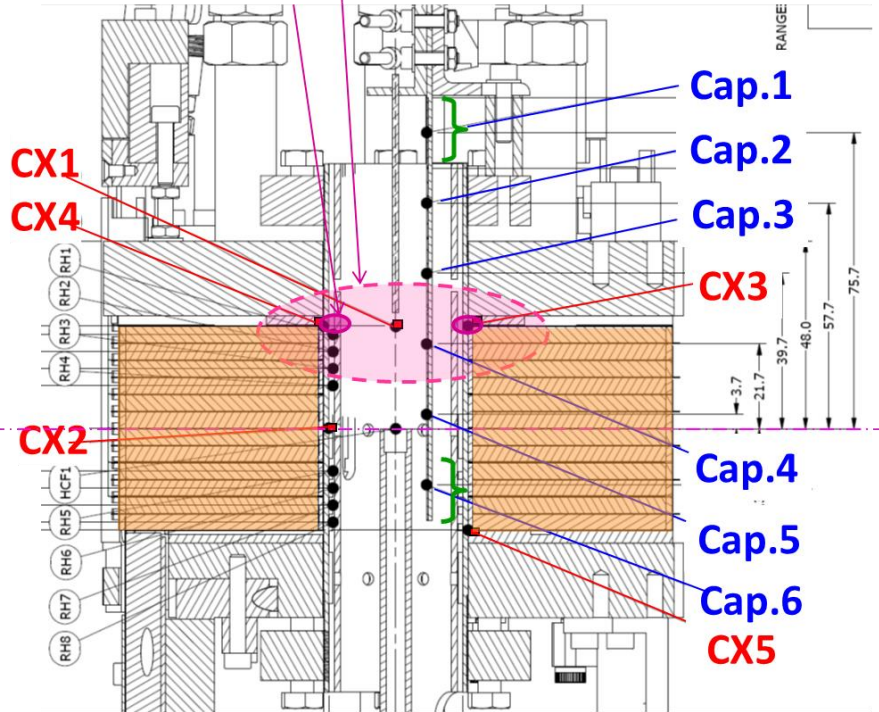 RANGE
Cap.1
Cap.2
Cap.3
CX1
CX4
CX3
RH1
RH2
RH3
RH4
CX2
HCF1
RH5
RH6
RH7
RH8
3.7
21.7
39.7
48.0
57.7
75.7
Cap.4
Cap.5
Cap.6
CX5